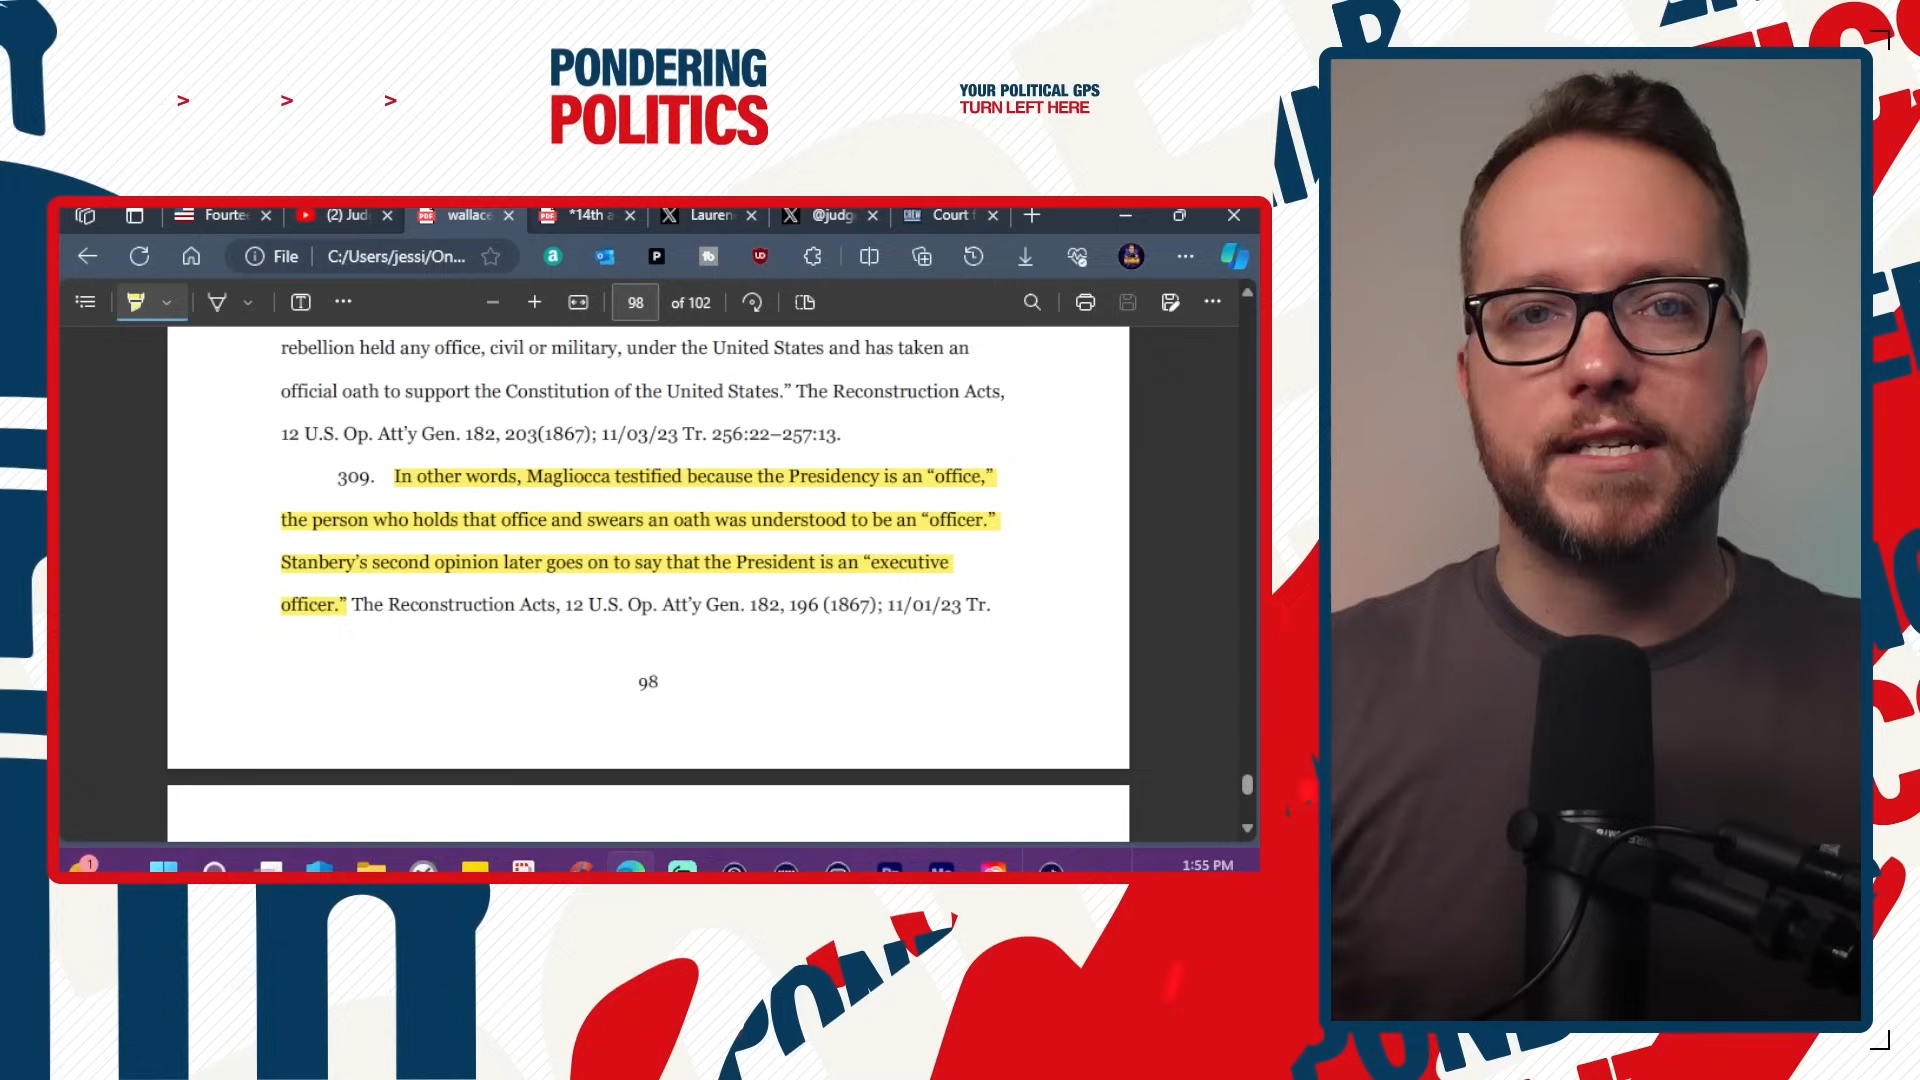 PONDERING
POLITICS
YOUR POLITICAL GPS
TURN LEFT HERE
> > >
Fourte
(2) Jud
wallace
*14th a
Lauren
@judg
Court f
File
C:/Users/jessi/On...
98 of 102
rebellion held any office, civil or military, under the United States and has taken an
official oath to support the Constitution of the United States.” The Reconstruction Acts,
12 U.S. Op. Att’y Gen. 182, 203(1867); 11/03/23 Tr. 256:22–257:13.
309. In other words, Magliocca testified because the Presidency is an “office,”
the person who holds that office and swears an oath was understood to be an “officer.”
Stanbery’s second opinion later goes on to say that the President is an “executive
officer.” The Reconstruction Acts, 12 U.S. Op. Att’y Gen. 182, 196 (1867); 11/01/23 Tr.
98
1
1:55 PM